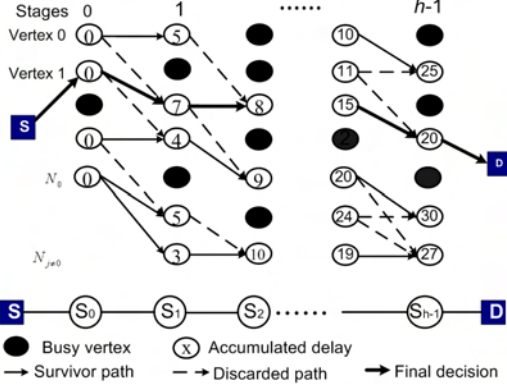 Stages 0 1 ...... h-1
Vertex 0 0 5 10
Vertex 1 0 11 25
7 8 15
S
0 4 2 20
D
N₀ 0 9 20
5 24 30
Nⱼ≠₀ 3 10 19 27
S S₀ S₁ S₂ ...... Sh-1 D
Busy vertex x Accumulated delay
Survivor path Discarded path Final decision